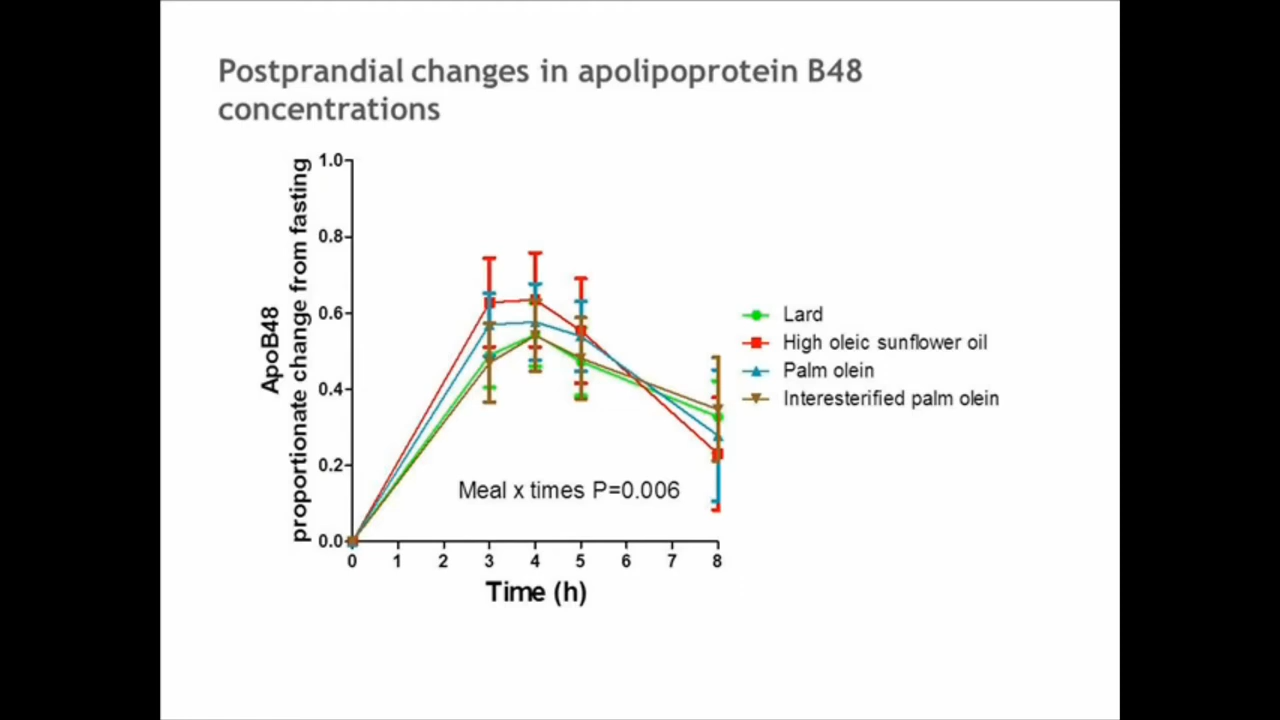 Postprandial changes in apolipoprotein B48
concentrations
ApoB48
proportionate change from fasting
1.0
0.8
0.6
0.4
0.2
0.0
0 1 2 3 4 5 6 7 8
Time (h)
Meal x times P=0.006
Lard
High oleic sunflower oil
Palm olein
Interesterified palm olein